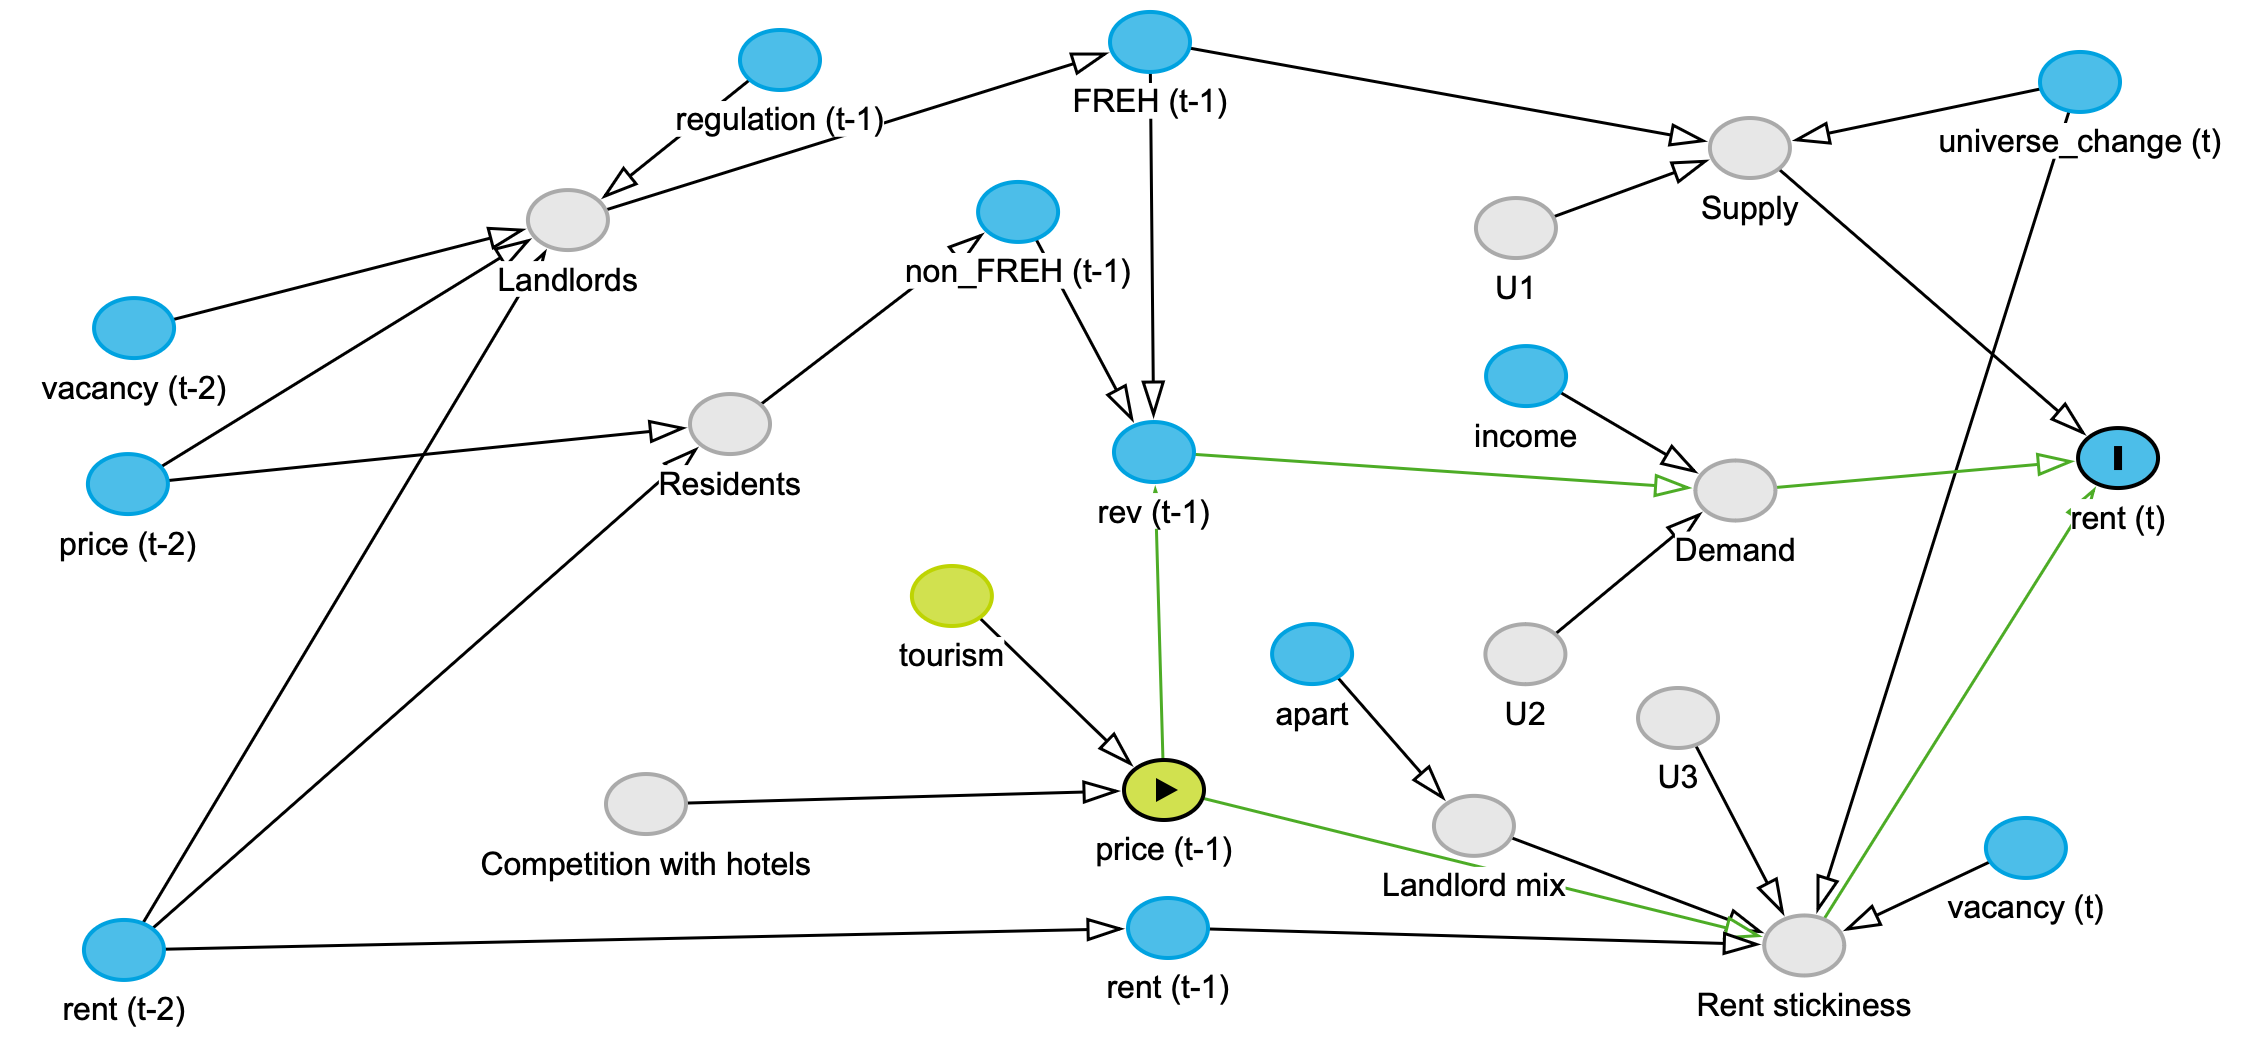 FREH (t-1)
regulation (t-1)
universe_change (t)
Supply
non_FREH (t-1)
Landlords
U1
vacancy (t-2)
income
Residents
rev (t-1)
rent (t)
price (t-2)
Demand
tourism
apart
U2
U3
price (t-1)
Competition with hotels
Landlord mix
vacancy (t)
rent (t-1)
Rent stickiness
rent (t-2)